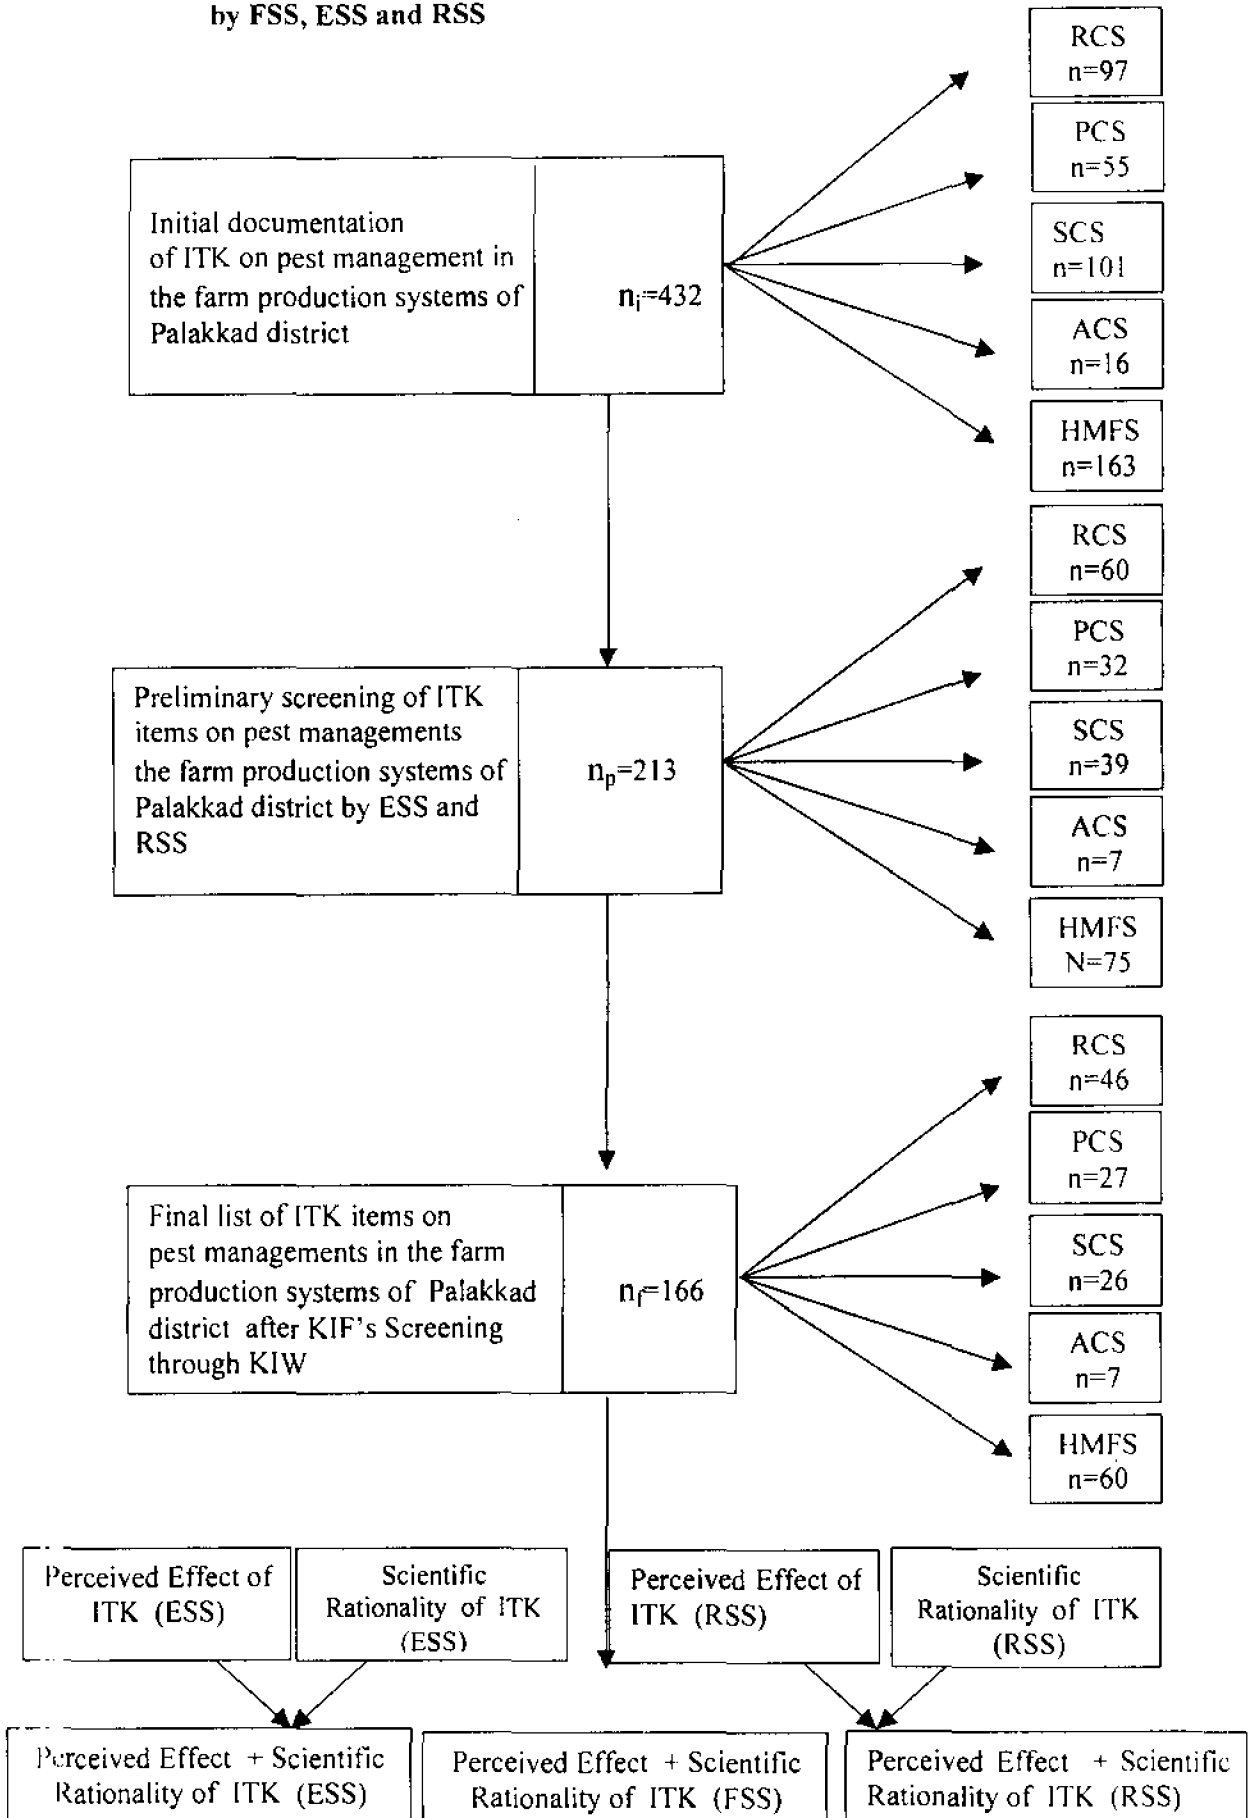 by FSS, ESS and RSS
RCS
n=97
PCS
n=55
SCS
n=101
ACS
n=16
HMFS
n=163
Initial documentation
of ITK on pest management in
the farm production systems of
Palakkad district
nᵢ=432
RCS
n=60
PCS
n=32
SCS
n=39
ACS
n=7
HMFS
N=75
Preliminary screening of ITK
items on pest managements
the farm production systems of
Palakkad district by ESS and
RSS
nₚ=213
RCS
n=46
PCS
n=27
SCS
n=26
ACS
n=7
HMFS
n=60
Final list of ITK items on
pest managements in the farm
production systems of Palakkad
district after KIF's Screening
through KIW
n_f=166
Perceived Effect of
ITK (ESS)
Scientific
Rationality of ITK
(ESS)
Perceived Effect of
ITK (RSS)
Scientific
Rationality of ITK
(RSS)
Perceived Effect + Scientific
Rationality of ITK (ESS)
Perceived Effect + Scientific
Rationality of ITK (FSS)
Perceived Effect + Scientific
Rationality of ITK (RSS)